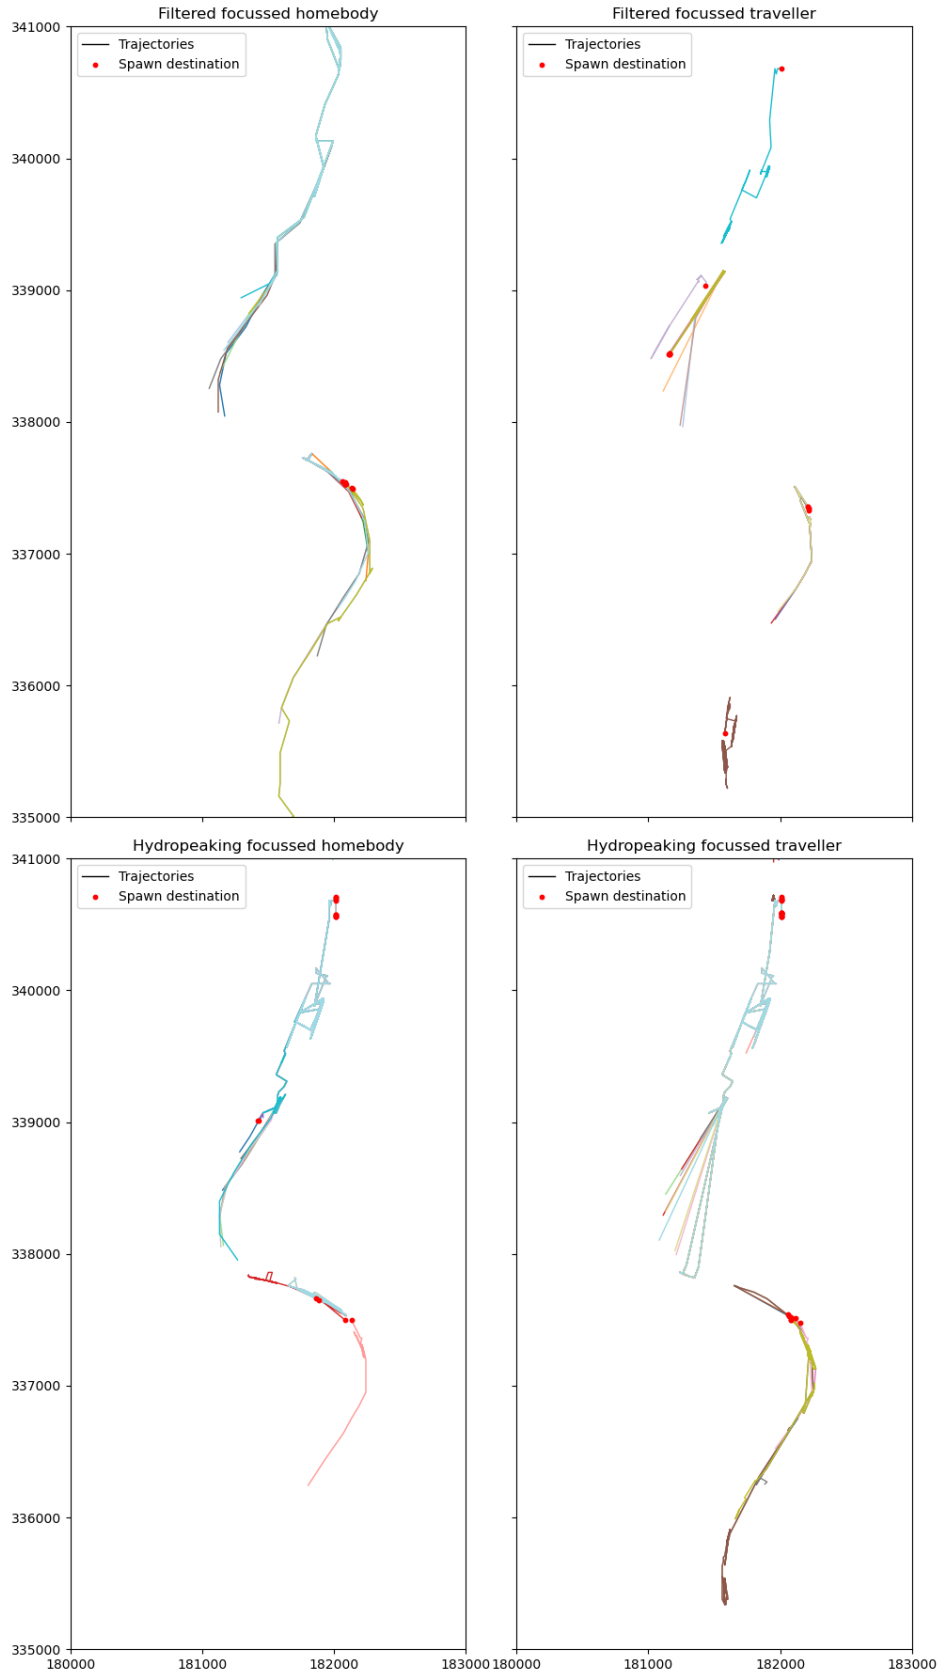 Filtered focussed homebody
Filtered focussed traveller
Trajectories
Spawn destination
Trajectories
Spawn destination
341000
340000
339000
338000
337000
336000
335000
Hydropeaking focussed homebody
Hydropeaking focussed traveller
Trajectories
Spawn destination
Trajectories
Spawn destination
341000
340000
339000
338000
337000
336000
335000
180000 181000 182000 183000
180000 181000 182000 183000